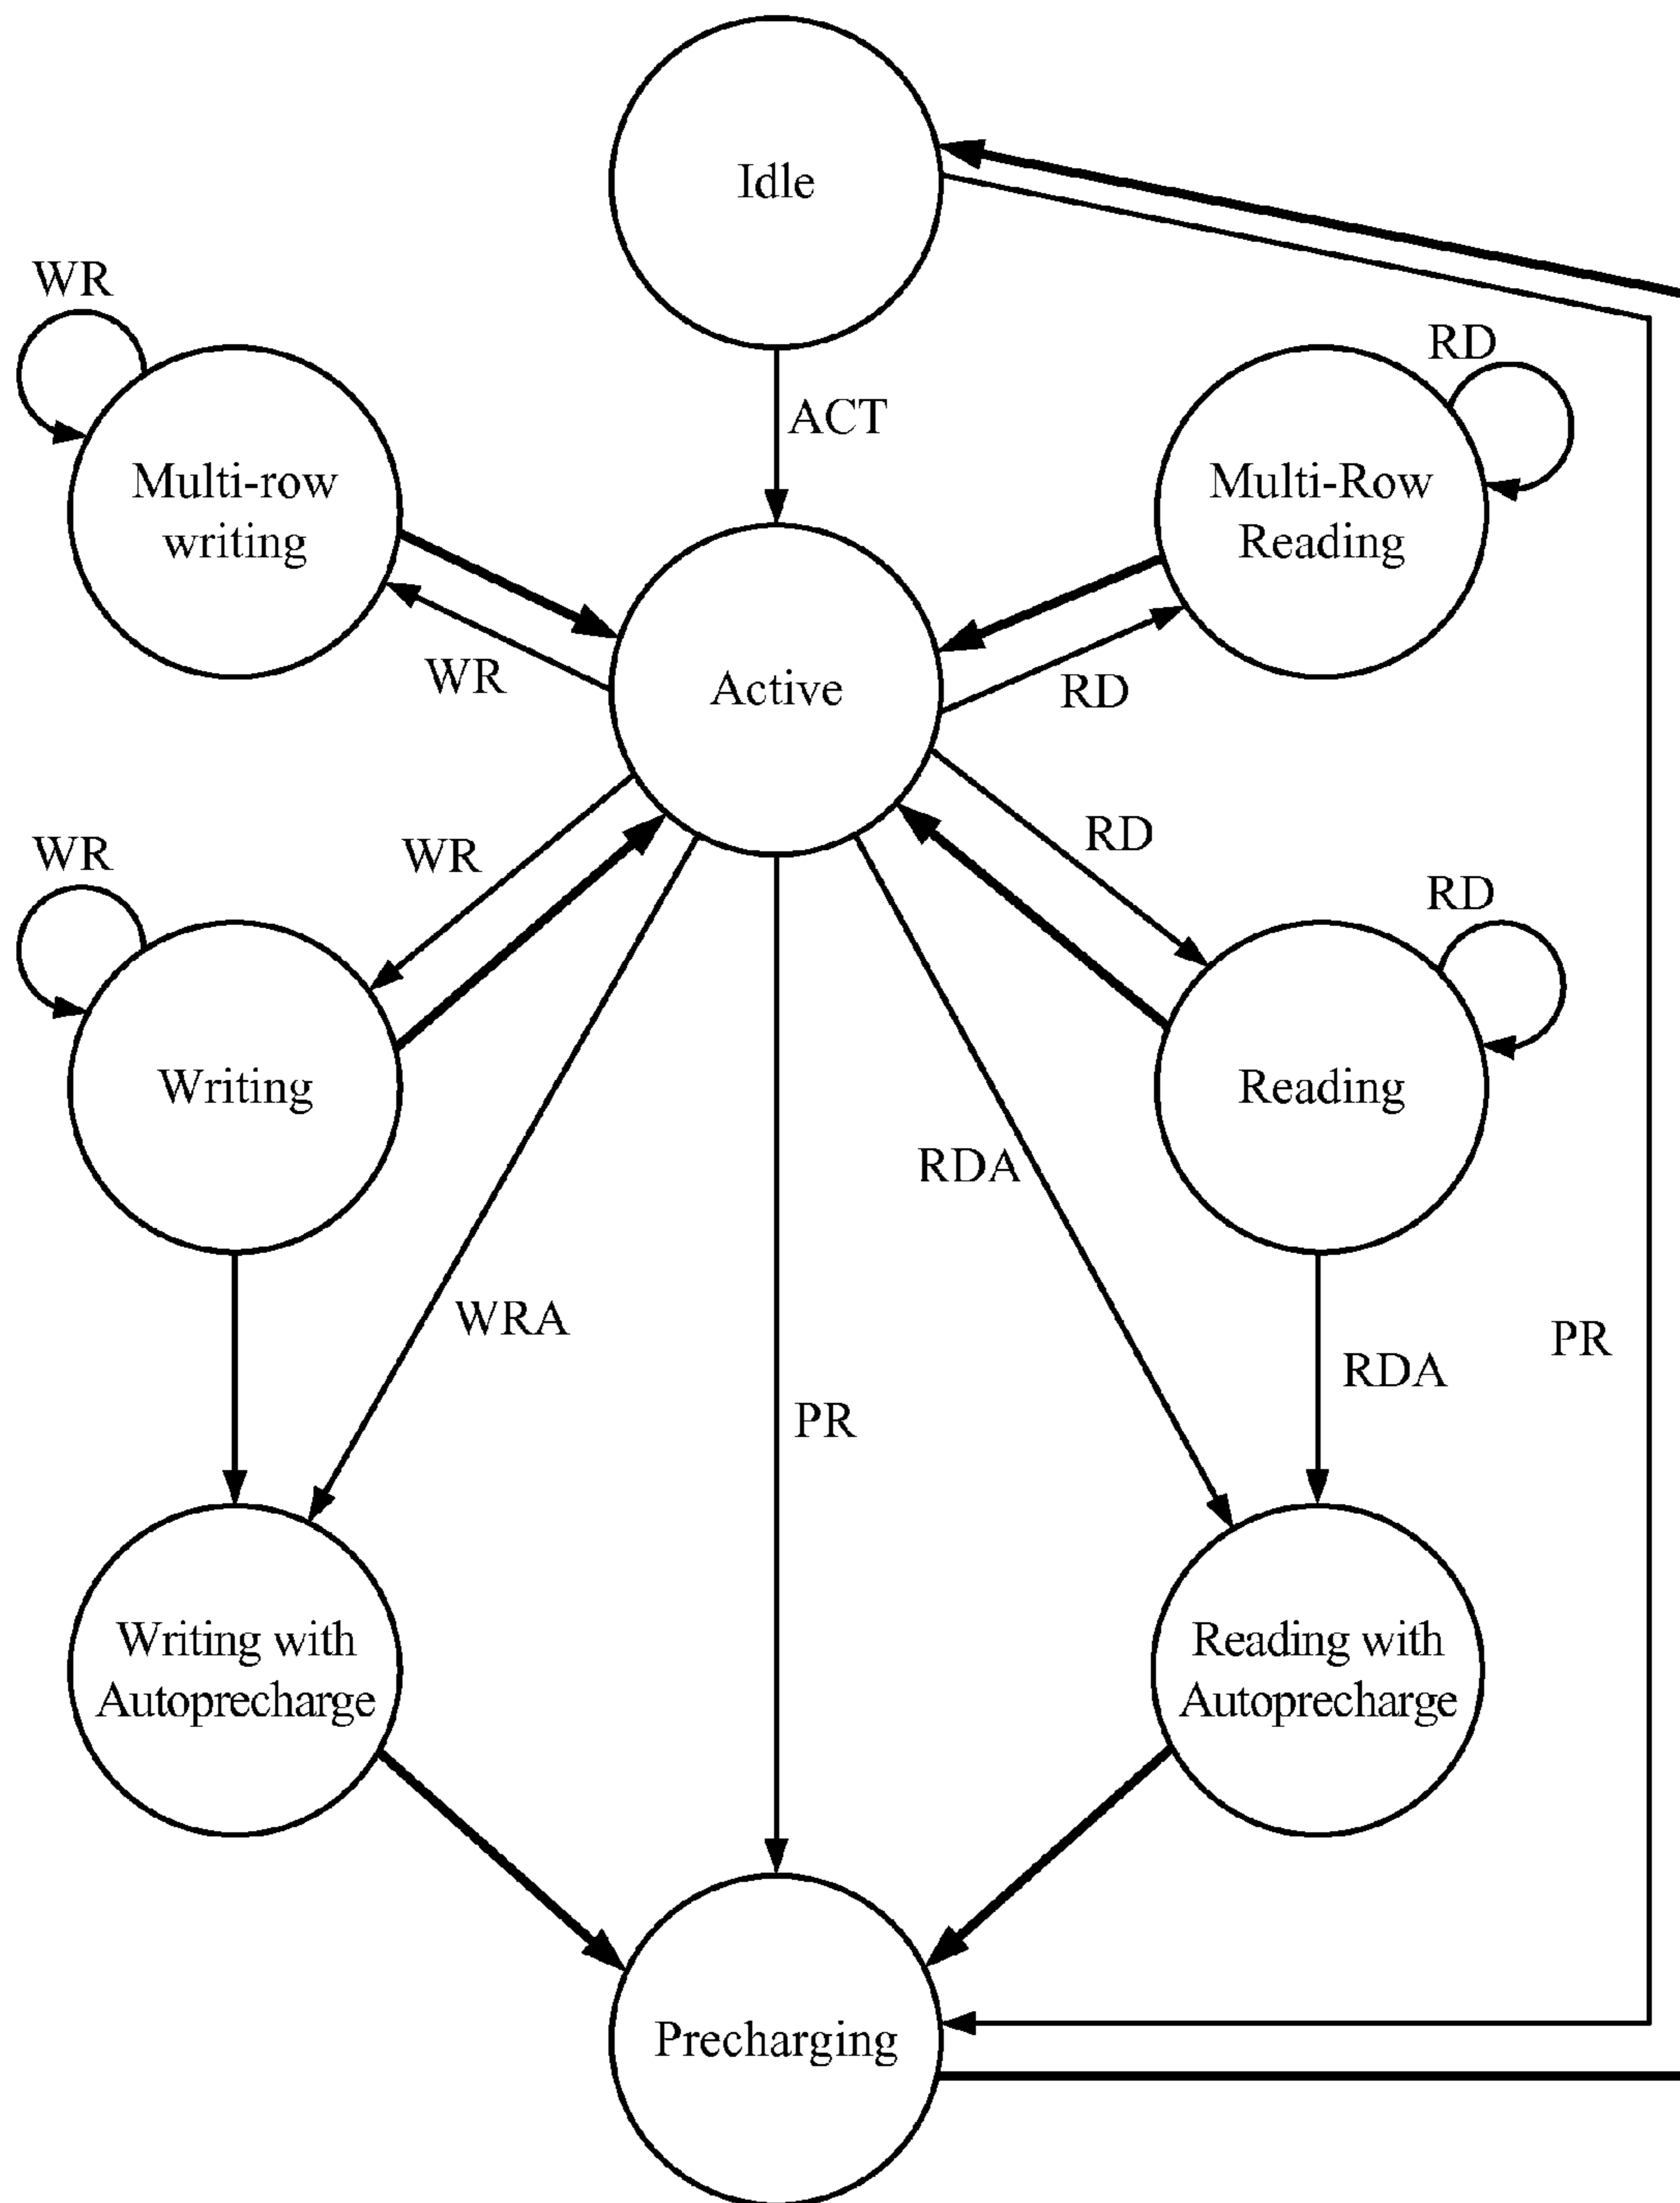 Idle
WR
RD
ACT
Multi-row
writing
Multi-Row
Reading
WR
Active
RD
WR
WR
RD
RD
Writing
Reading
RDA
WRA
PR
RDA
PR
Writing with
Autoprecharge
Reading with
Autoprecharge
Precharging